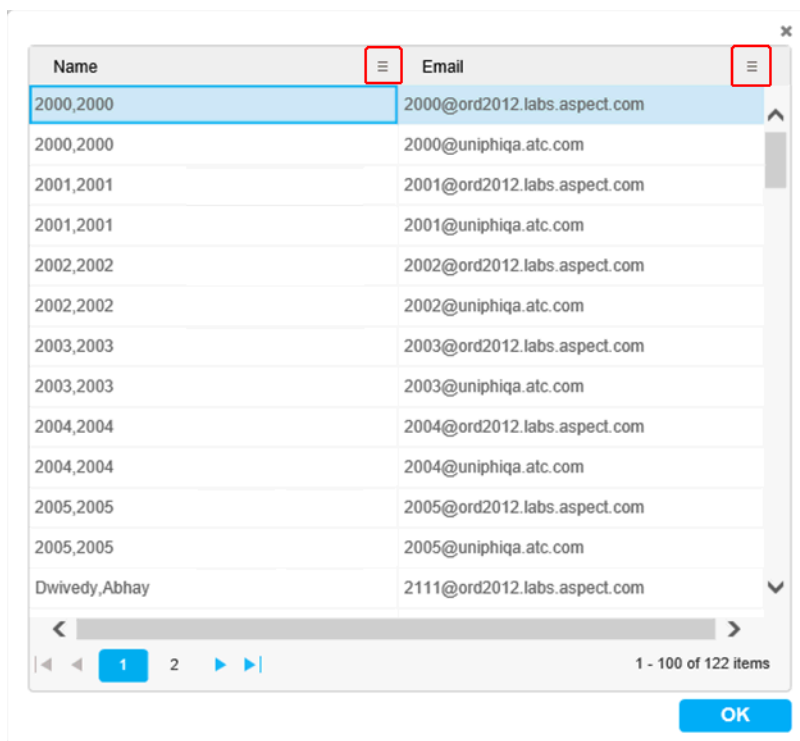 Name Email
2000,2000 2000@ord2012.labs.aspect.com
2000,2000 2000@uniphiqa.atc.com
2001,2001 2001@ord2012.labs.aspect.com
2001,2001 2001@uniphiqa.atc.com
2002,2002 2002@ord2012.labs.aspect.com
2002,2002 2002@uniphiqa.atc.com
2003,2003 2003@ord2012.labs.aspect.com
2003,2003 2003@uniphiqa.atc.com
2004,2004 2004@ord2012.labs.aspect.com
2004,2004 2004@uniphiqa.atc.com
2005,2005 2005@ord2012.labs.aspect.com
2005,2005 2005@uniphiqa.atc.com
Dwivedy,Abhay 2111@ord2012.labs.aspect.com
1 2 1 - 100 of 122 items
OK